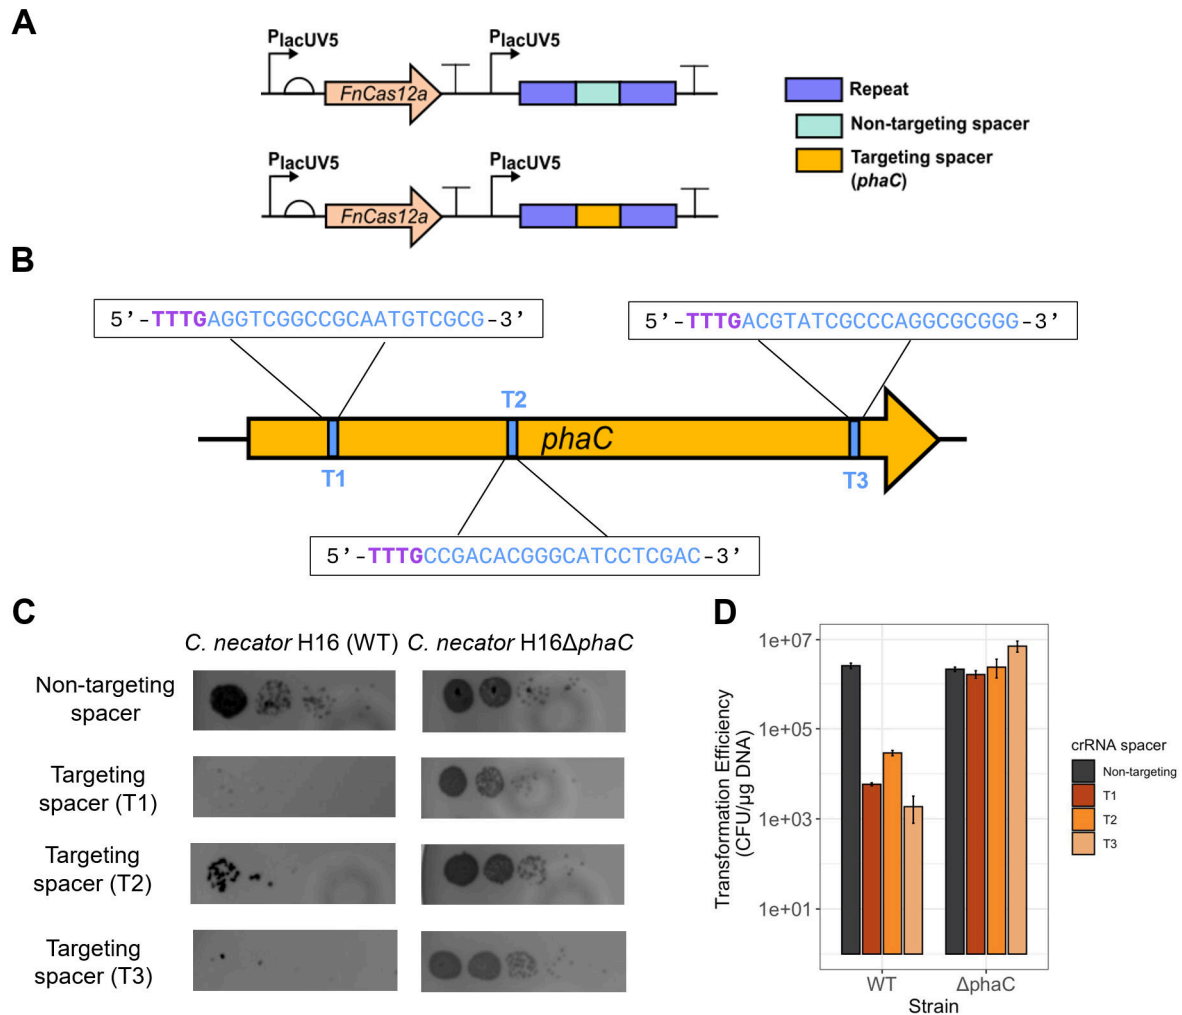 A
PlacUV5 PlacUV5
FnCas12a
Repeat
Non-targeting spacer
Targeting spacer
(phaC)
PlacUV5 PlacUV5
FnCas12a
B
5’-TTTGAGGTCGGCCGCAATGTCGCG-3’
5’-TTTGACGTATCGCCCAGGCGCGGG-3’
T2
phaC
T1
T3
5’-TTTGCCGACACGGGCATCCTCGAC-3’
C
C. necator H16 (WT) C. necator H16ΔphaC
Non-targeting
spacer
Targeting
spacer (T1)
Targeting
spacer (T2)
Targeting
spacer (T3)
D
Transformation Efficiency
(CFU/µg DNA)
1e+07
1e+05
1e+03
1e+01
WT ΔphaC
Strain
crRNA spacer
Non-targeting
T1
T2
T3